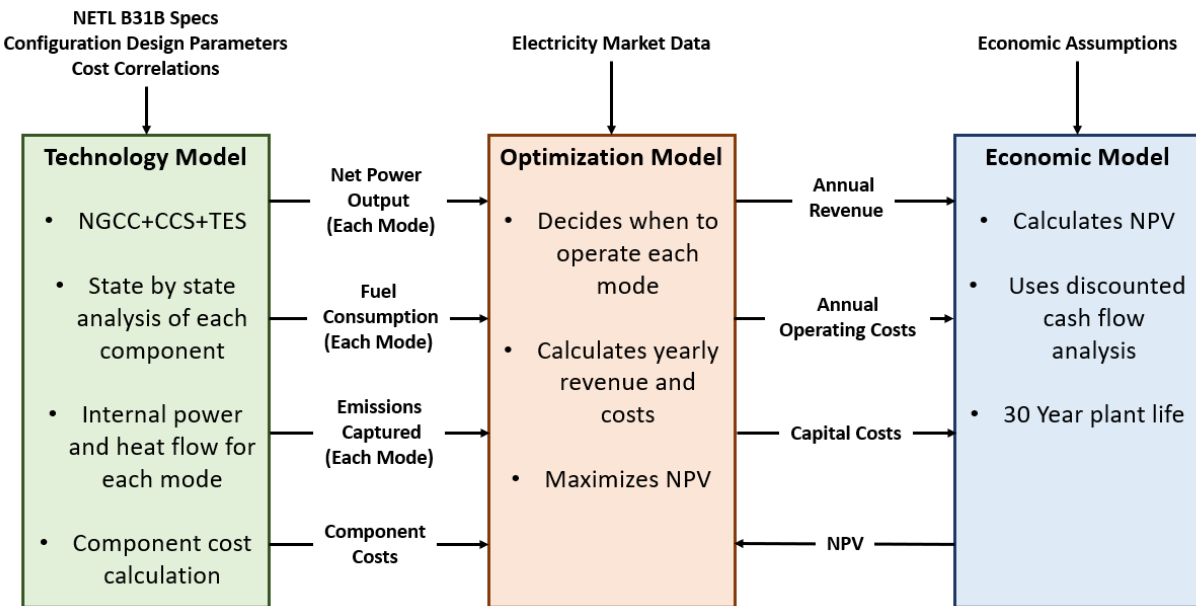 NETL B31B Specs
Configuration Design Parameters
Cost Correlations
Electricity Market Data
Economic Assumptions
Technology Model
• NGCC+CCS+TES
• State by state
analysis of each
component
• Internal power
and heat flow for
each mode
• Component cost
calculation
Net Power
Output
(Each Mode)
Fuel
Consumption
(Each Mode)
Emissions
Captured
(Each Mode)
Component
Costs
Optimization Model
• Decides when to
operate each
mode
• Calculates yearly
revenue and
costs
• Maximizes NPV
Annual
Revenue
Annual
Operating Costs
Capital Costs
NPV
Economic Model
• Calculates NPV
• Uses discounted
cash flow
analysis
• 30 Year plant life